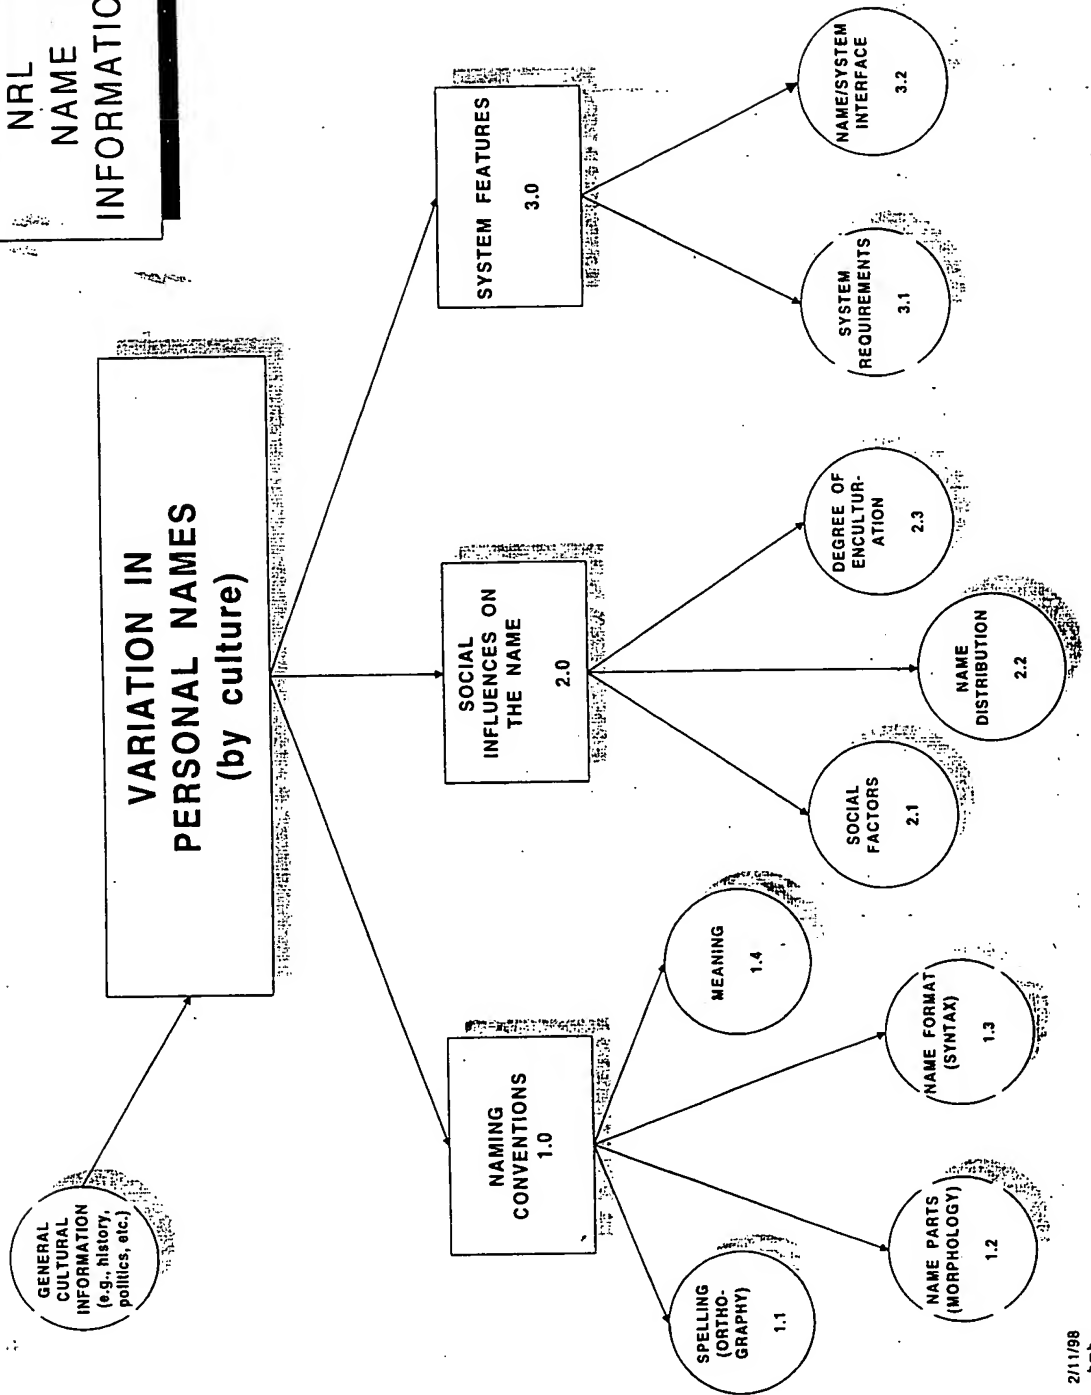 NRL
NAME
VARIATION IN
PERSONAL NAMES
(by culture)
GENERAL
CULTURAL
INFORMATION
(e.g., history,
politics, etc.)
NAMING
CONVENTIONS
1.0
SPELLING
(ORTHO-
GRAPHY)
1.1
NAME PARTS
(MORPHOLOGY)
1.2
NAME FORMAT
(SYNTAX)
1.3
MEANING
1.4
SOCIAL
INFLUENCES ON
THE NAME
2.0
SOCIAL
FACTORS
2.1
NAME
DISTRIBUTION
2.2
DEGREE OF
ENCULTUR-
ATION
2.3
SYSTEM FEATURES
3.0
SYSTEM
REQUIREMENTS
3.1
NAME/SYSTEM
INTERFACE
3.2
2/11/98